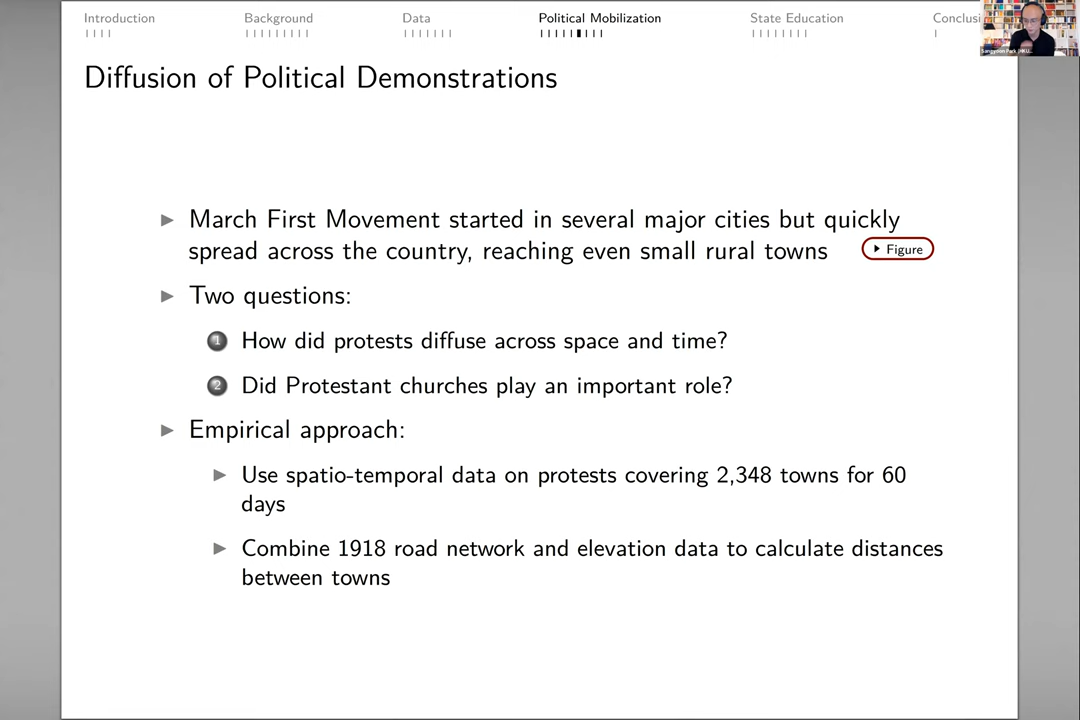 Introduction Background Data Political Mobilization State Education Conclusi
Diffusion of Political Demonstrations
March First Movement started in several major cities but quickly
spread across the country, reaching even small rural towns Figure
Two questions:
1 How did protests diffuse across space and time?
2 Did Protestant churches play an important role?
Empirical approach:
Use spatio-temporal data on protests covering 2,348 towns for 60
days
Combine 1918 road network and elevation data to calculate distances
between towns